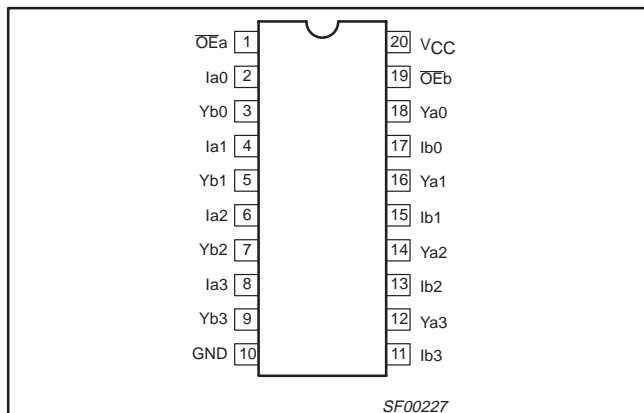 O̅E̅a 1 20 VCC
Ia0 2 19 O̅E̅b
Yb0 3 18 Ya0
Ia1 4 17 Ib0
Yb1 5 16 Ya1
Ia2 6 15 Ib1
Yb2 7 14 Ya2
Ia3 8 13 Ib2
Yb3 9 12 Ya3
GND 10 11 Ib3
SF00227